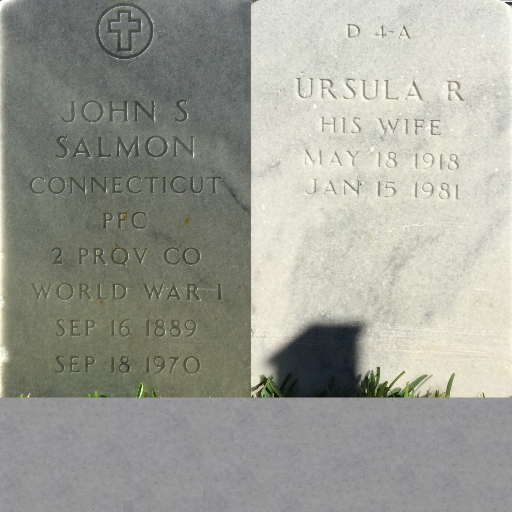 JOHN S
SALMON
CONNECTICUT
PFC
2 PROV CO
WORLD WAR I
SEP 16 1889
SEP 18 1970
D 4-A
URSULA R
HIS WIFE
MAY 18 1918
JAN 15 1981